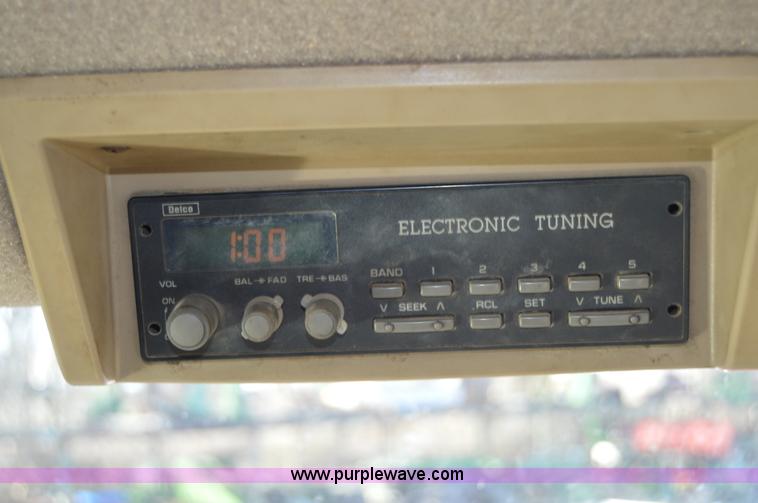 Delco
1:00
ELECTRONIC TUNING
VOL
BAL FAD
TRE BAS
BAND 1 2 3 4 5
ON
V SEEK Λ
RCL
SET
V TUNE Λ
www.purplewave.com